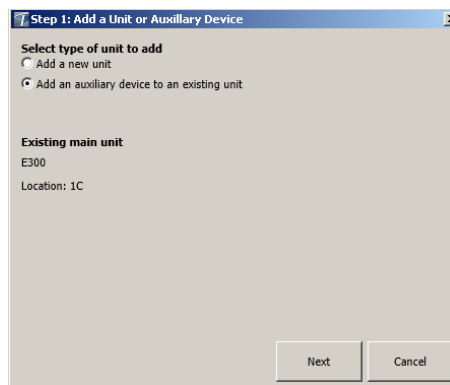 Step 1: Add a Unit or Auxillary Device
Select type of unit to add
Add a new unit
Add an auxiliary device to an existing unit
Existing main unit
E300
Location: 1C
Next Cancel